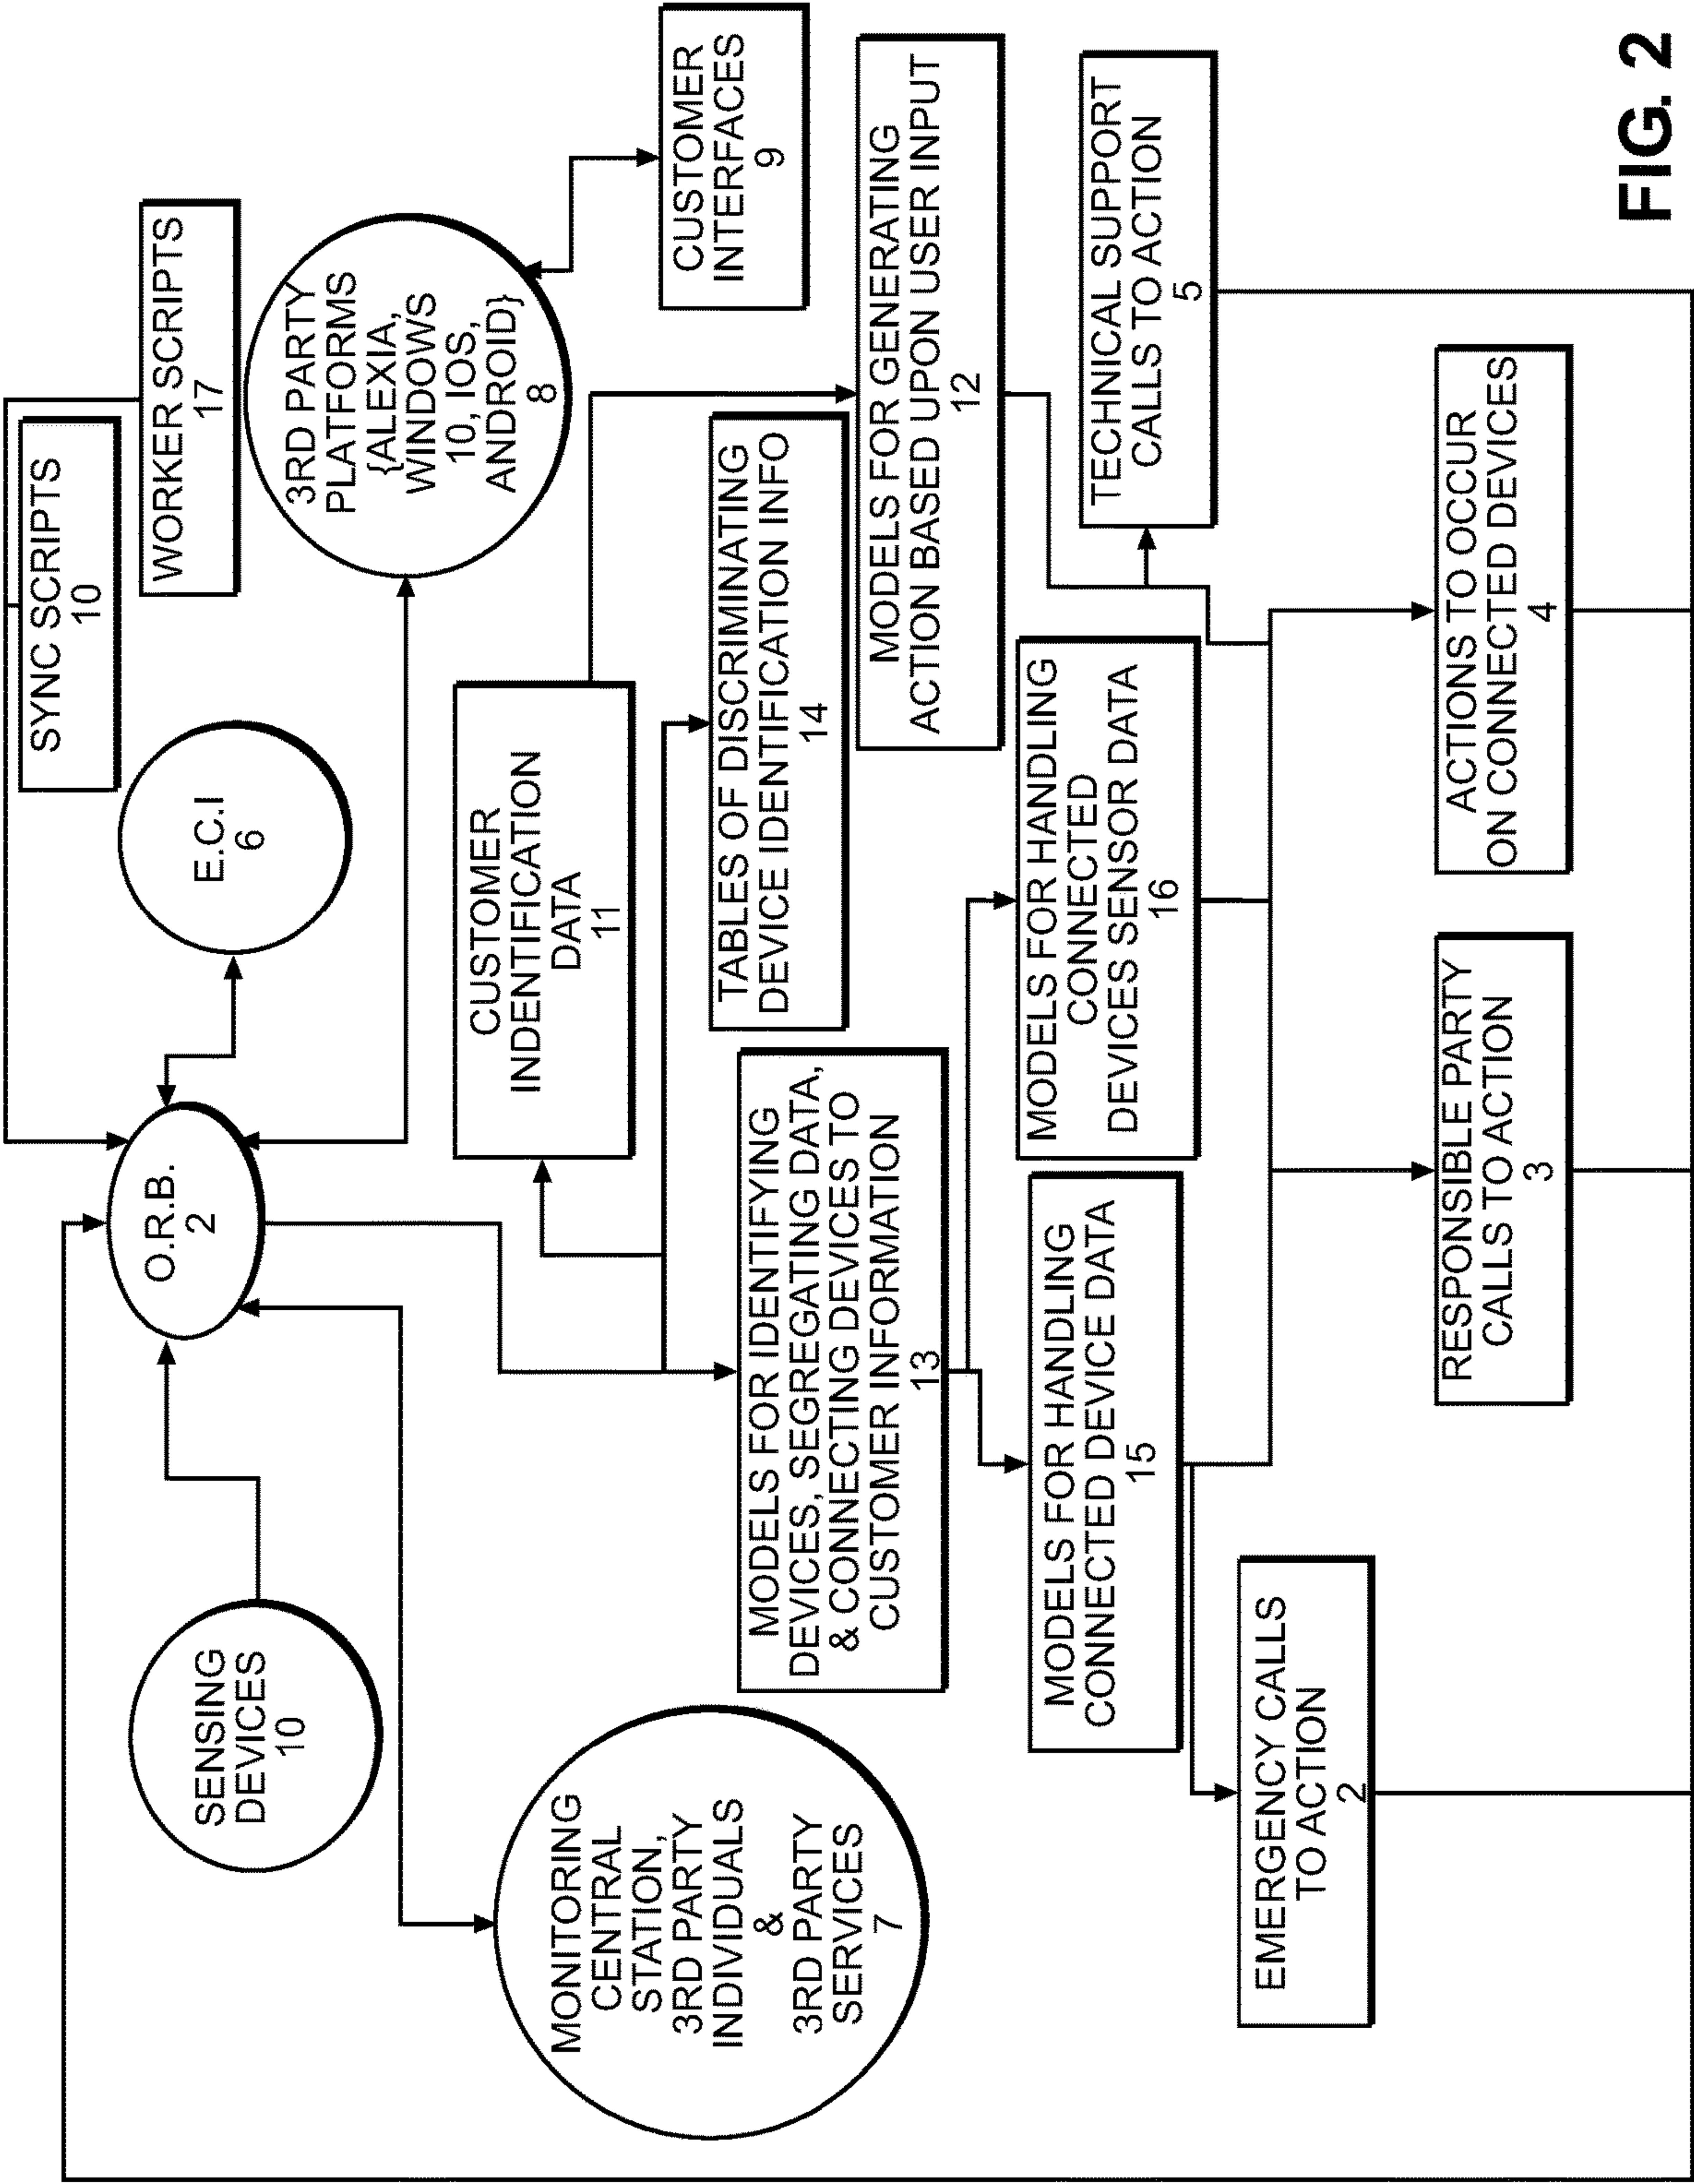 SENSING
DEVICES
10
O.R.B.
2
E.C.I
6
SYNC SCRIPTS
10
WORKER SCRIPTS
17
3RD PARTY
PLATFORMS
{ALEXIA,
WINDOWS
10, IOS,
ANDROID}
8
CUSTOMER
INTERFACES
9
MONITORING
CENTRAL
STATION,
3RD PARTY
INDIVIDUALS
&
3RD PARTY
SERVICES
7
CUSTOMER
INDENTIFICATION
DATA
11
MODELS FOR IDENTIFYING
DEVICES, SEGREGATING DATA,
& CONNECTING DEVICES TO
CUSTOMER INFORMATION
13
TABLES OF DISCRIMINATING
DEVICE IDENTIFICATION INFO
14
MODELS FOR GENERATING
ACTION BASED UPON USER INPUT
12
MODELS FOR HANDLING
CONNECTED DEVICE DATA
15
MODELS FOR HANDLING
CONNECTED
DEVICES SENSOR DATA
16
TECHNICAL SUPPORT
CALLS TO ACTION
5
EMERGENCY CALLS
TO ACTION
2
RESPONSIBLE PARTY
CALLS TO ACTION
3
ACTIONS TO OCCUR
ON CONNECTED DEVICES
4
FIG. 2